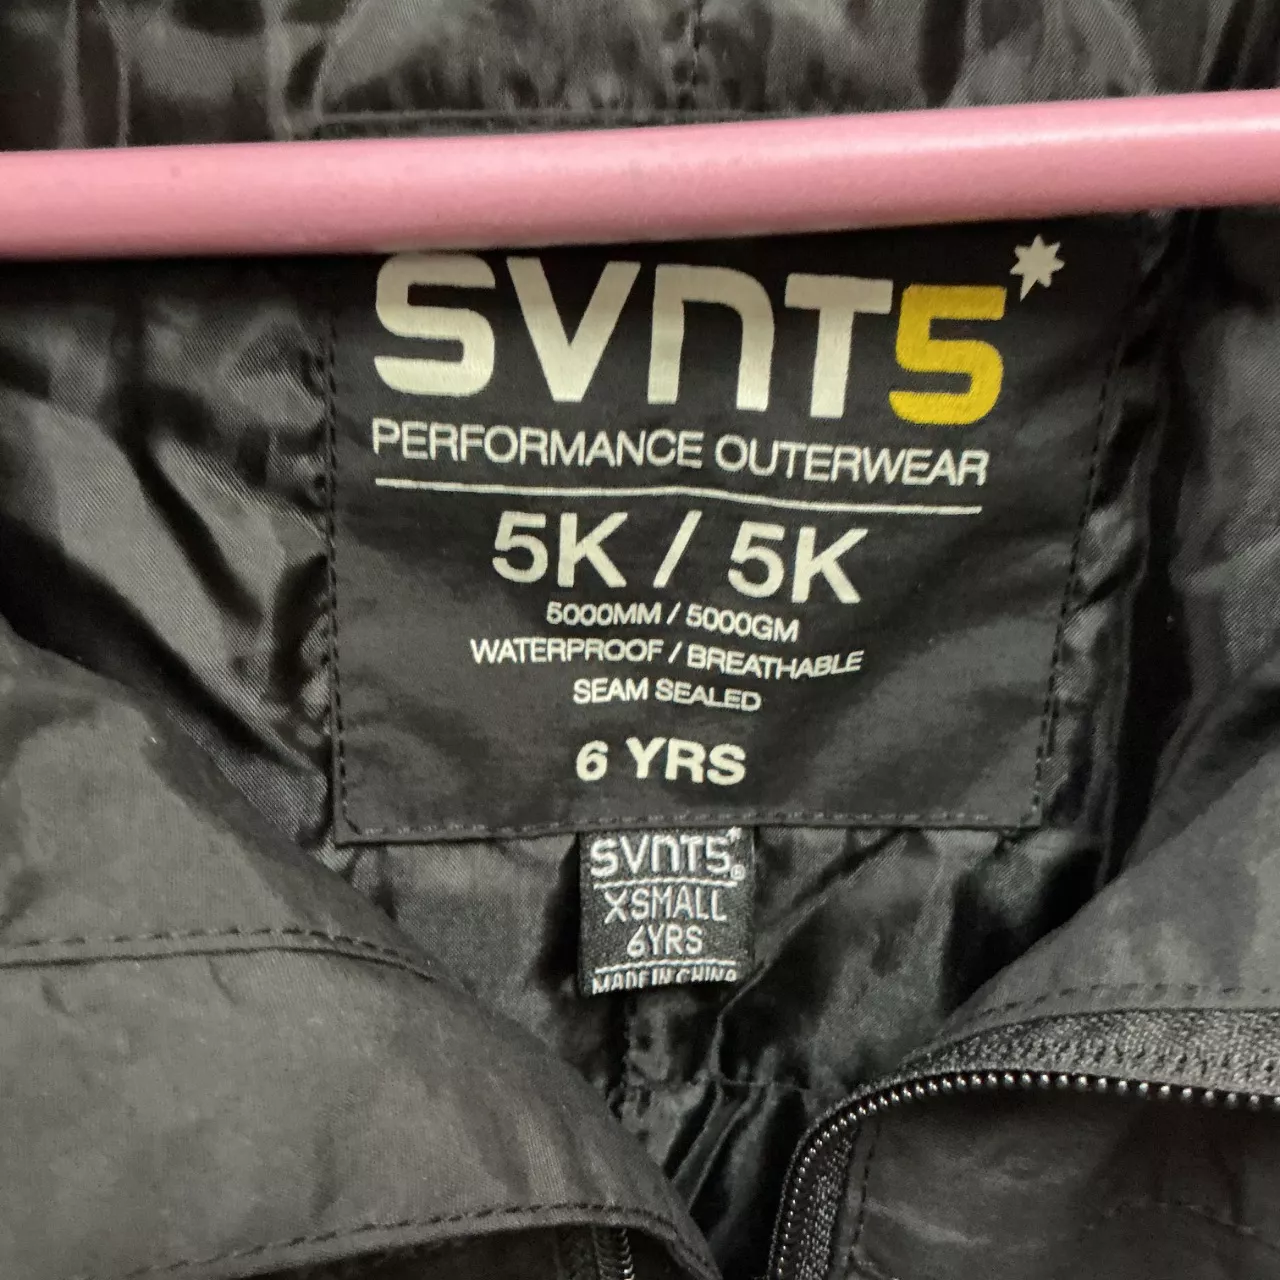 SVNT5*
PERFORMANCE OUTERWEAR
5K / 5K
5000MM / 5000GM
WATERPROOF / BREATHABLE
SEAM SEALED
6 YRS
SVNT5*®
XSMALL
6YRS
MADE IN CHINA